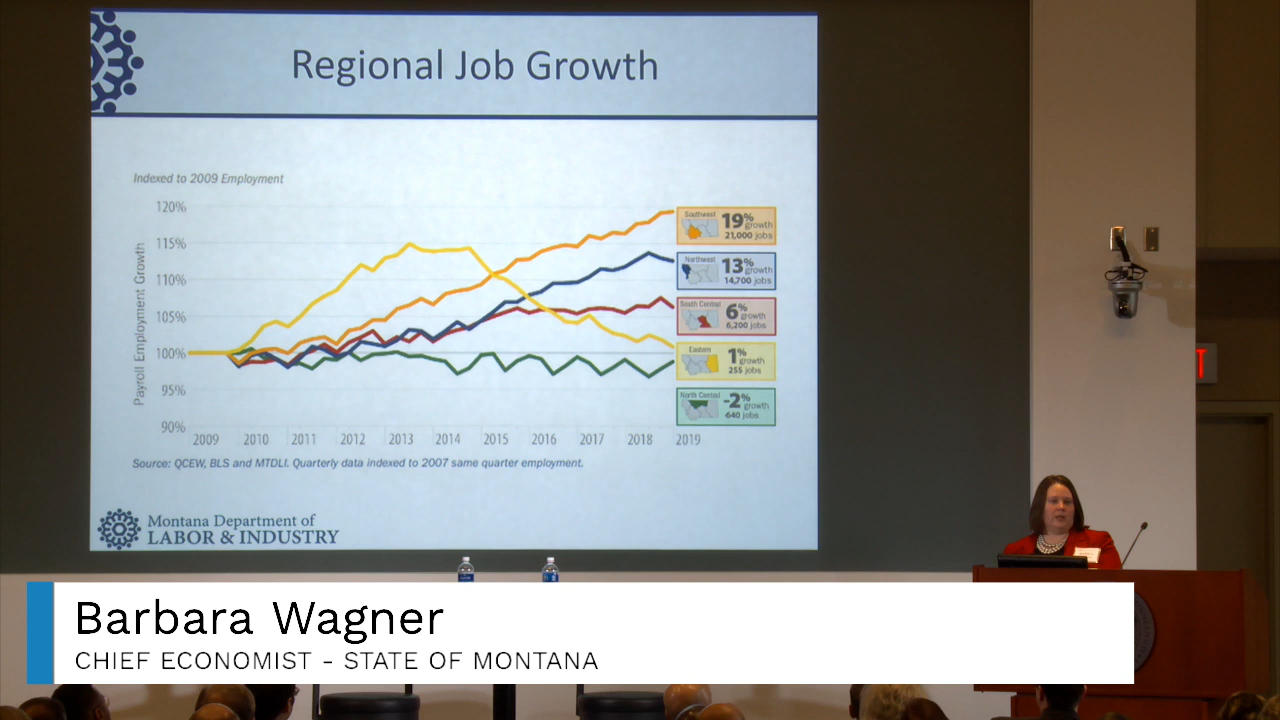 Regional Job Growth
Indexed to 2009 Employment
Payroll Employment Growth
120%
115%
110%
105%
100%
95%
90%
2009 2010 2011 2012 2013 2014 2015 2016 2017 2018 2019
Southwest
19%
growth
21,000 jobs
Northwest
13%
growth
14,700 jobs
South Central
6%
growth
6,200 jobs
Eastern
1%
growth
255 jobs
North Central
-2%
growth
640 jobs
Source: QCEW, BLS and MTDLI. Quarterly data indexed to 2007 same quarter employment.
Montana Department of
LABOR & INDUSTRY
Barbara Wagner
CHIEF ECONOMIST - STATE OF MONTANA